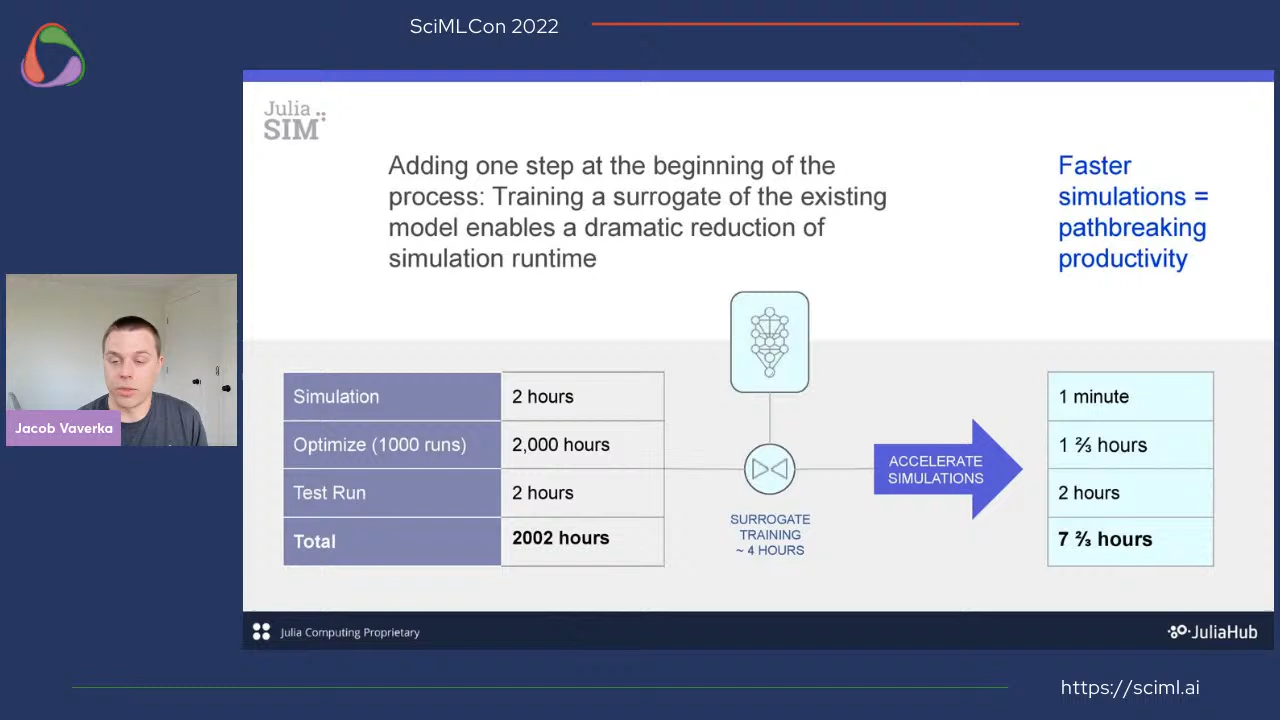 SciMLCon 2022
Julia
SIM
Adding one step at the beginning of the
process: Training a surrogate of the existing
model enables a dramatic reduction of
simulation runtime
Faster
simulations =
pathbreaking
productivity
Simulation 2 hours
Optimize (1000 runs) 2,000 hours
Test Run 2 hours
Total 2002 hours
SURROGATE
TRAINING
~ 4 HOURS
ACCELERATE
SIMULATIONS
1 minute
1 ⅔ hours
2 hours
7 ⅔ hours
Jacob Vaverka
Julia Computing Proprietary
JuliaHub
https://sciml.ai